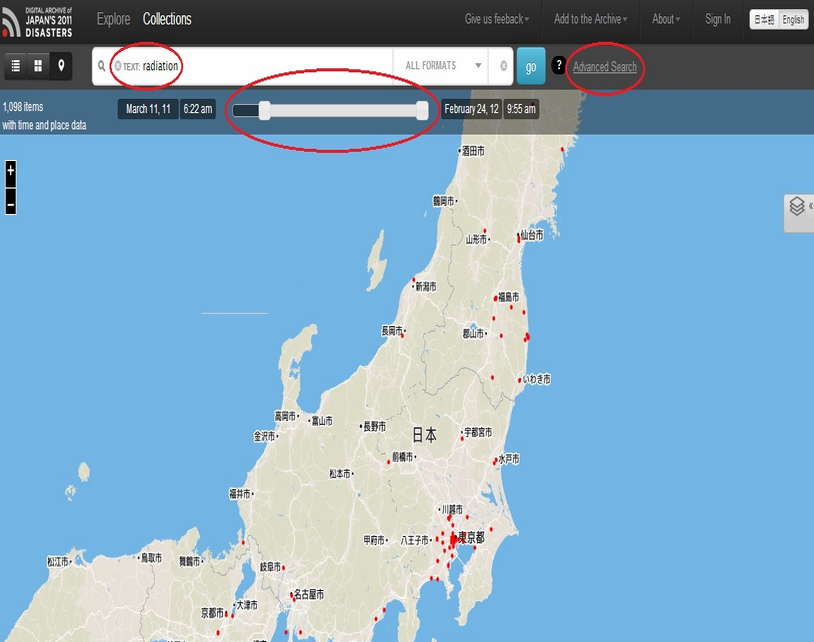 DIGITAL ARCHIVE of
JAPAN'S 2011
DISASTERS
Explore Collections
Give us feeback Add to the Archive About Sign In 日本語 English
TEXT: radiation ALL FORMATS go ? Advanced Search
1,098 items
with time and place data
March 11, 11 6:22 am February 24, 12 9:55 am
+
−
酒田市
鶴岡市
山形市 仙台市
新潟市 福島市
長岡市 郡山市
いわき市
高岡市 富山市
金沢市 長野市 日本 宇都宮市
前橋市 水戸市
松本市
福井市
川越市
甲府市 八王子市 東京都
松江市 鳥取市 舞鶴市 岐阜市
名古屋市
京都市 大津市